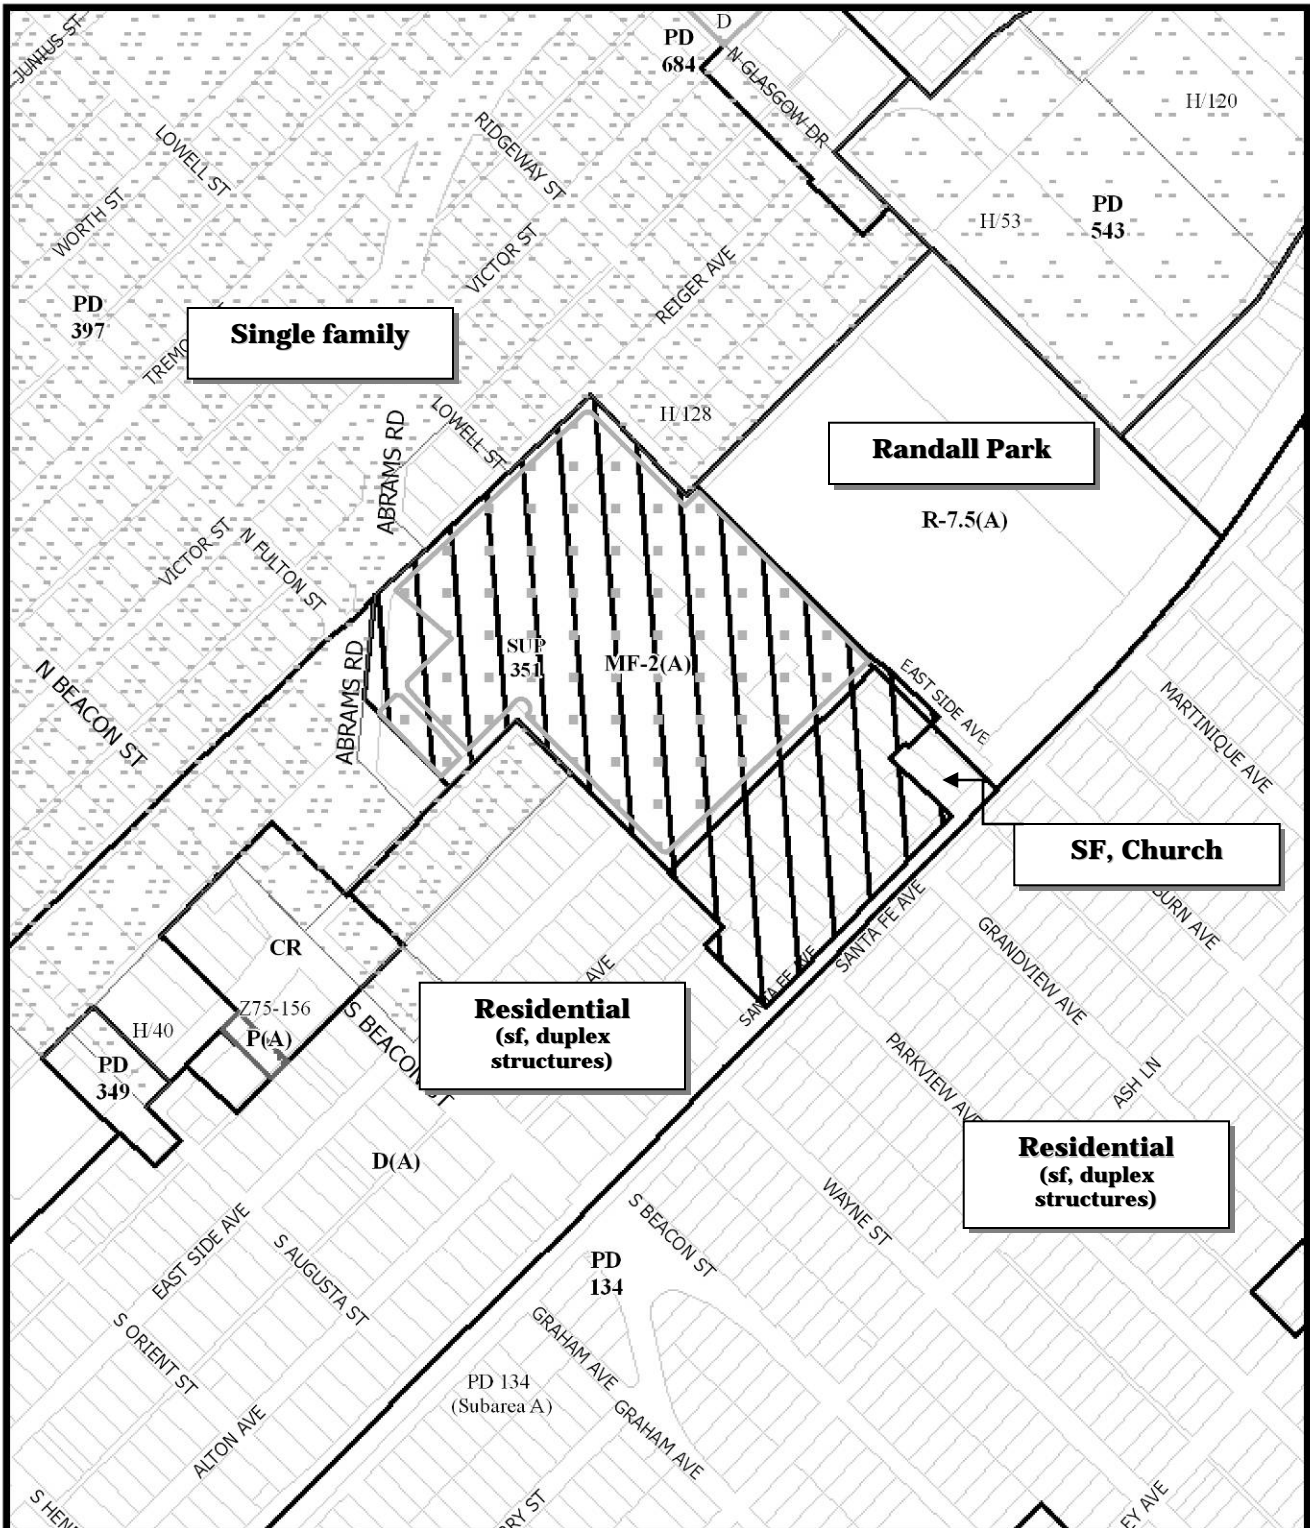 JUNIUS ST
D
PD
684
N GLASGOW DR
H/120
LOWELL ST
RIDGEWAY ST
WORTH ST
PD
543
H/53
VICTOR ST
REIGER AVE
PD
397
Single family
H/128
LOWELL ST
ABRAMS RD
Randall Park
R-7.5(A)
VICTOR ST
N FULTON ST
SUP
351
MF-2(A)
N BEACON ST
ABRAMS RD
EAST SIDE AVE
MARTINIQUE AVE
SF, Church
CR
SANTA FE AVE
SANTA FE AVE
GRANDVIEW AVE
AVE
AVE
Z75-156
H/40
P(A)
S BEACON ST
Residential
(sf, duplex
structures)
PD
349
PARKVIEW AVE
ASH LN
Residential
(sf, duplex
structures)
D(A)
WAYNE ST
S BEACON ST
EAST SIDE AVE
S AUGUSTA ST
PD
134
S ORIENT ST
GRAHAM AVE
PD 134
(Subarea A)
GRAHAM AVE
ALTON AVE
ST
AVE